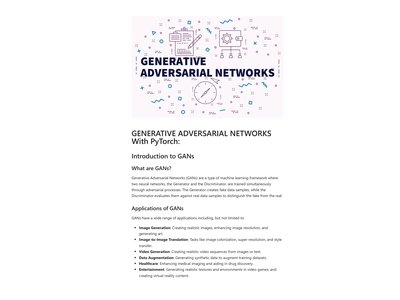 GENERATIVE
ADVERSARIAL NETWORKS
GENERATIVE ADVERSARIAL NETWORKS
With PyTorch:
Introduction to GANs
What are GANs?
Generative Adversarial Networks (GANs) are a type of machine learning framework where
two neural networks, the Generator and the Discriminator, are trained simultaneously
through adversarial processes. The Generator creates fake data samples, while the
Discriminator evaluates them against real data samples to distinguish the fake from the real
Applications of GANs
GANs have a wide range of applications including, but not limited to:
• Image Generation: Creating realistic images, enhancing image resolution, and
generating art.
• Image-to-Image Translation: Tasks like image colorization, super-resolution, and style
transfer.
• Video Generation: Creating realistic video sequences from images or text.
• Data Augmentation: Generating synthetic data to augment training datasets.
• Healthcare: Enhancing medical imaging and aiding in drug discovery.
• Entertainment: Generating realistic textures and environments in video games, and
creating virtual reality content.